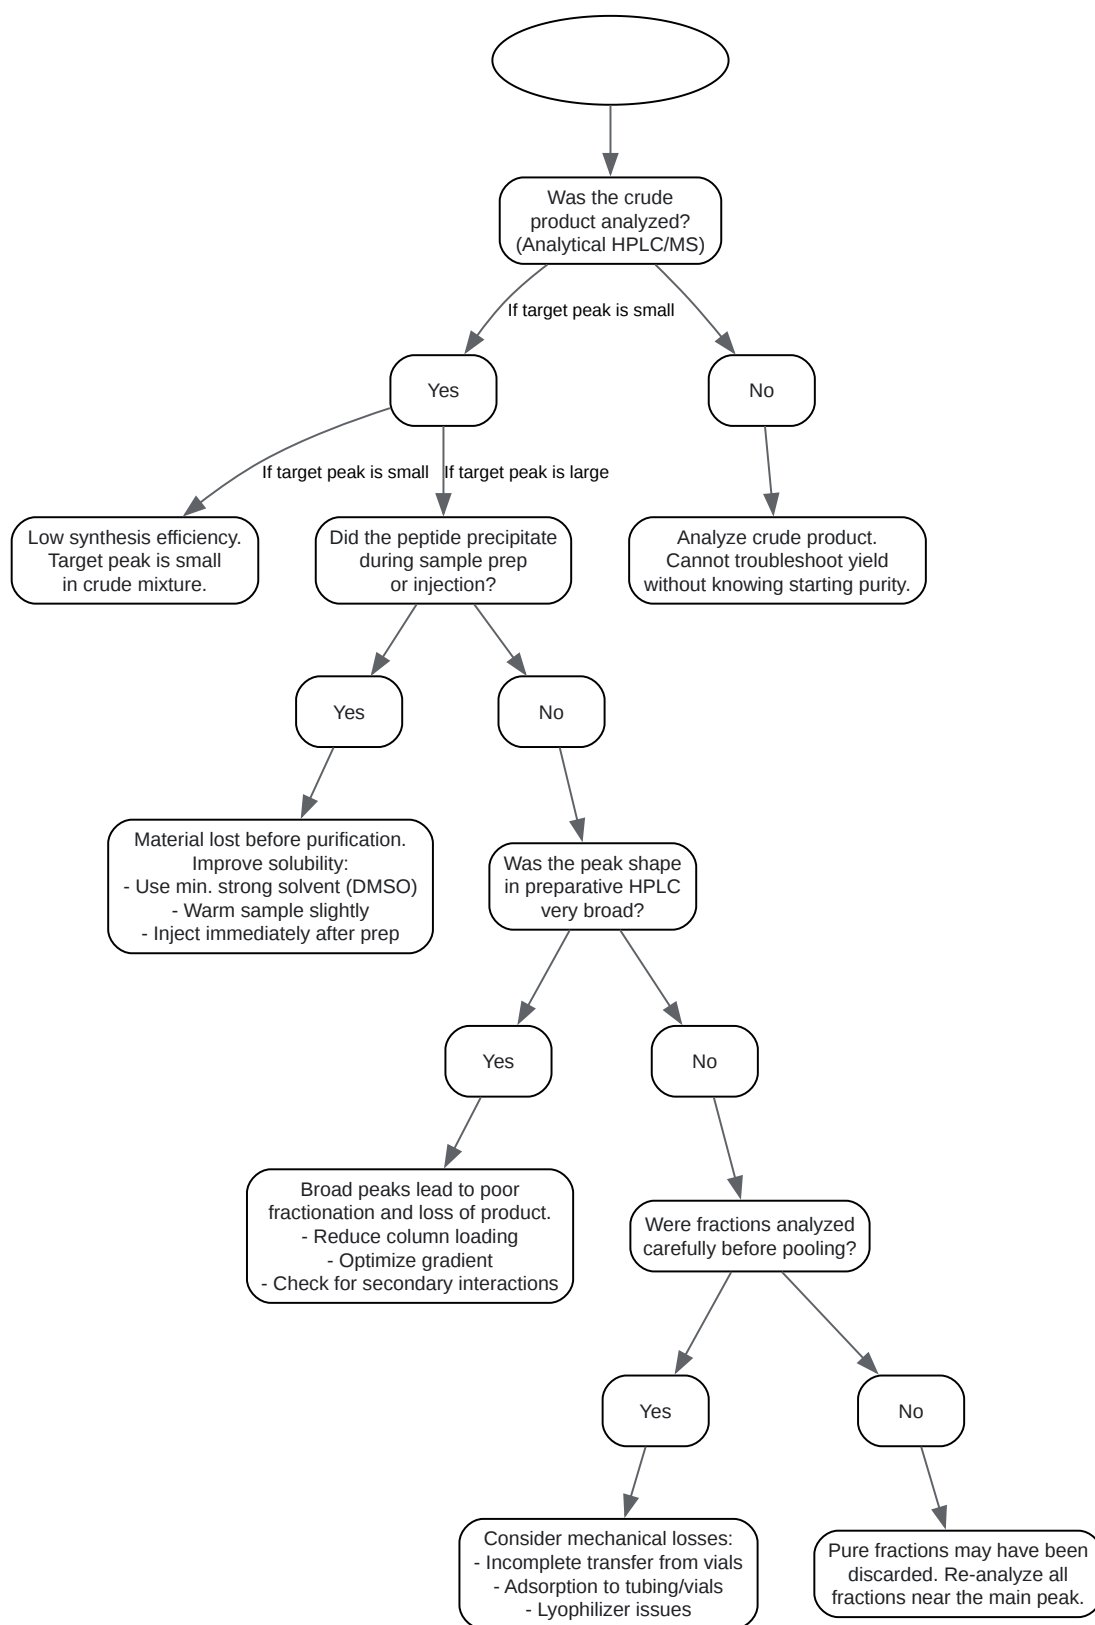 Was the crude
product analyzed?
(Analytical HPLC/MS)
If target peak is small
Yes
No
If target peak is small
If target peak is large
Low synthesis efficiency.
Target peak is small
in crude mixture.
Did the peptide precipitate
during sample prep
or injection?
Analyze crude product.
Cannot troubleshoot yield
without knowing starting purity.
Yes
No
Material lost before purification.
Improve solubility:
- Use min. strong solvent (DMSO)
- Warm sample slightly
- Inject immediately after prep
Was the peak shape
in preparative HPLC
very broad?
Yes
No
Broad peaks lead to poor
fractionation and loss of product.
- Reduce column loading
- Optimize gradient
- Check for secondary interactions
Were fractions analyzed
carefully before pooling?
Yes
No
Consider mechanical losses:
- Incomplete transfer from vials
- Adsorption to tubing/vials
- Lyophilizer issues
Pure fractions may have been
discarded. Re-analyze all
fractions near the main peak.